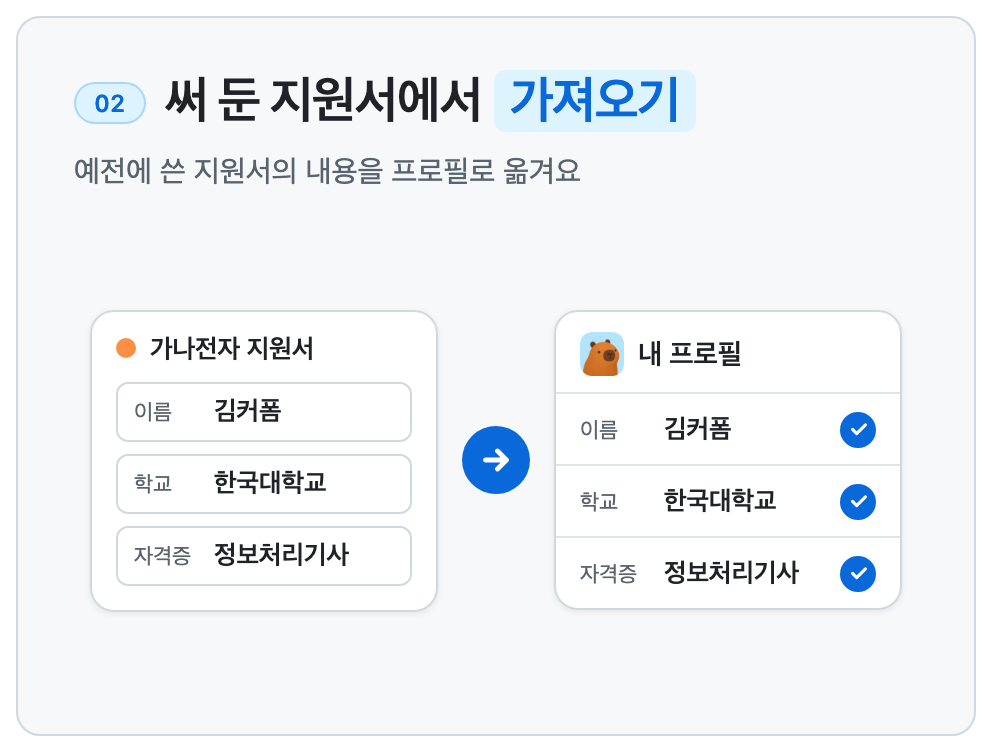 02 써 둔 지원서에서 가져오기
예전에 쓴 지원서의 내용을 프로필로 옮겨요
가나전자 지원서
이름 김커폼
학교 한국대학교
자격증 정보처리기사
내 프로필
이름 김커폼
학교 한국대학교
자격증 정보처리기사